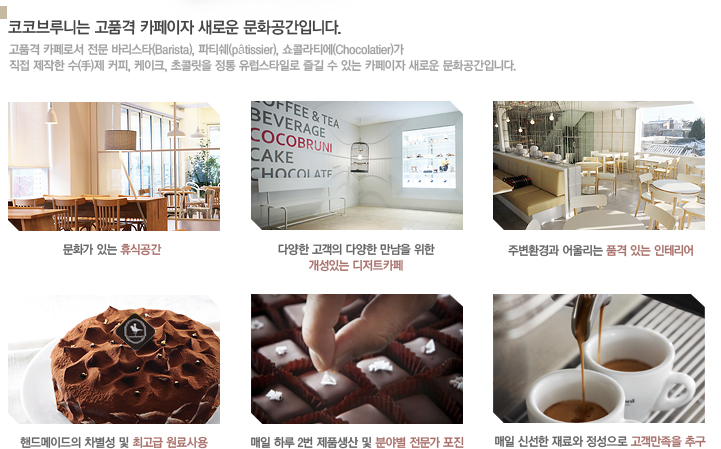 코코브루니는 고품격 카페이자 새로운 문화공간입니다.
고품격 카페로서 전문 바리스타(Barista), 파티쉐(pâtissier), 쇼콜라티에(Chocolatier)가
직접 제작한 수(手)제 커피, 케이크, 초콜릿을 정통 유럽스타일로 즐길 수 있는 카페이자 새로운 문화공간입니다.
COFFEE & TEA
BEVERAGE
COCOBRUNI
CAKE
CHOCOLATE
문화가 있는 휴식공간
다양한 고객의 다양한 만남을 위한
개성있는 디저트카페
주변환경과 어울리는 품격 있는 인테리어
핸드메이드의 차별성 및 최고급 원료사용
매일 하루 2번 제품생산 및 분야별 전문가 포진
매일 신선한 재료와 정성으로 고객만족을 추구